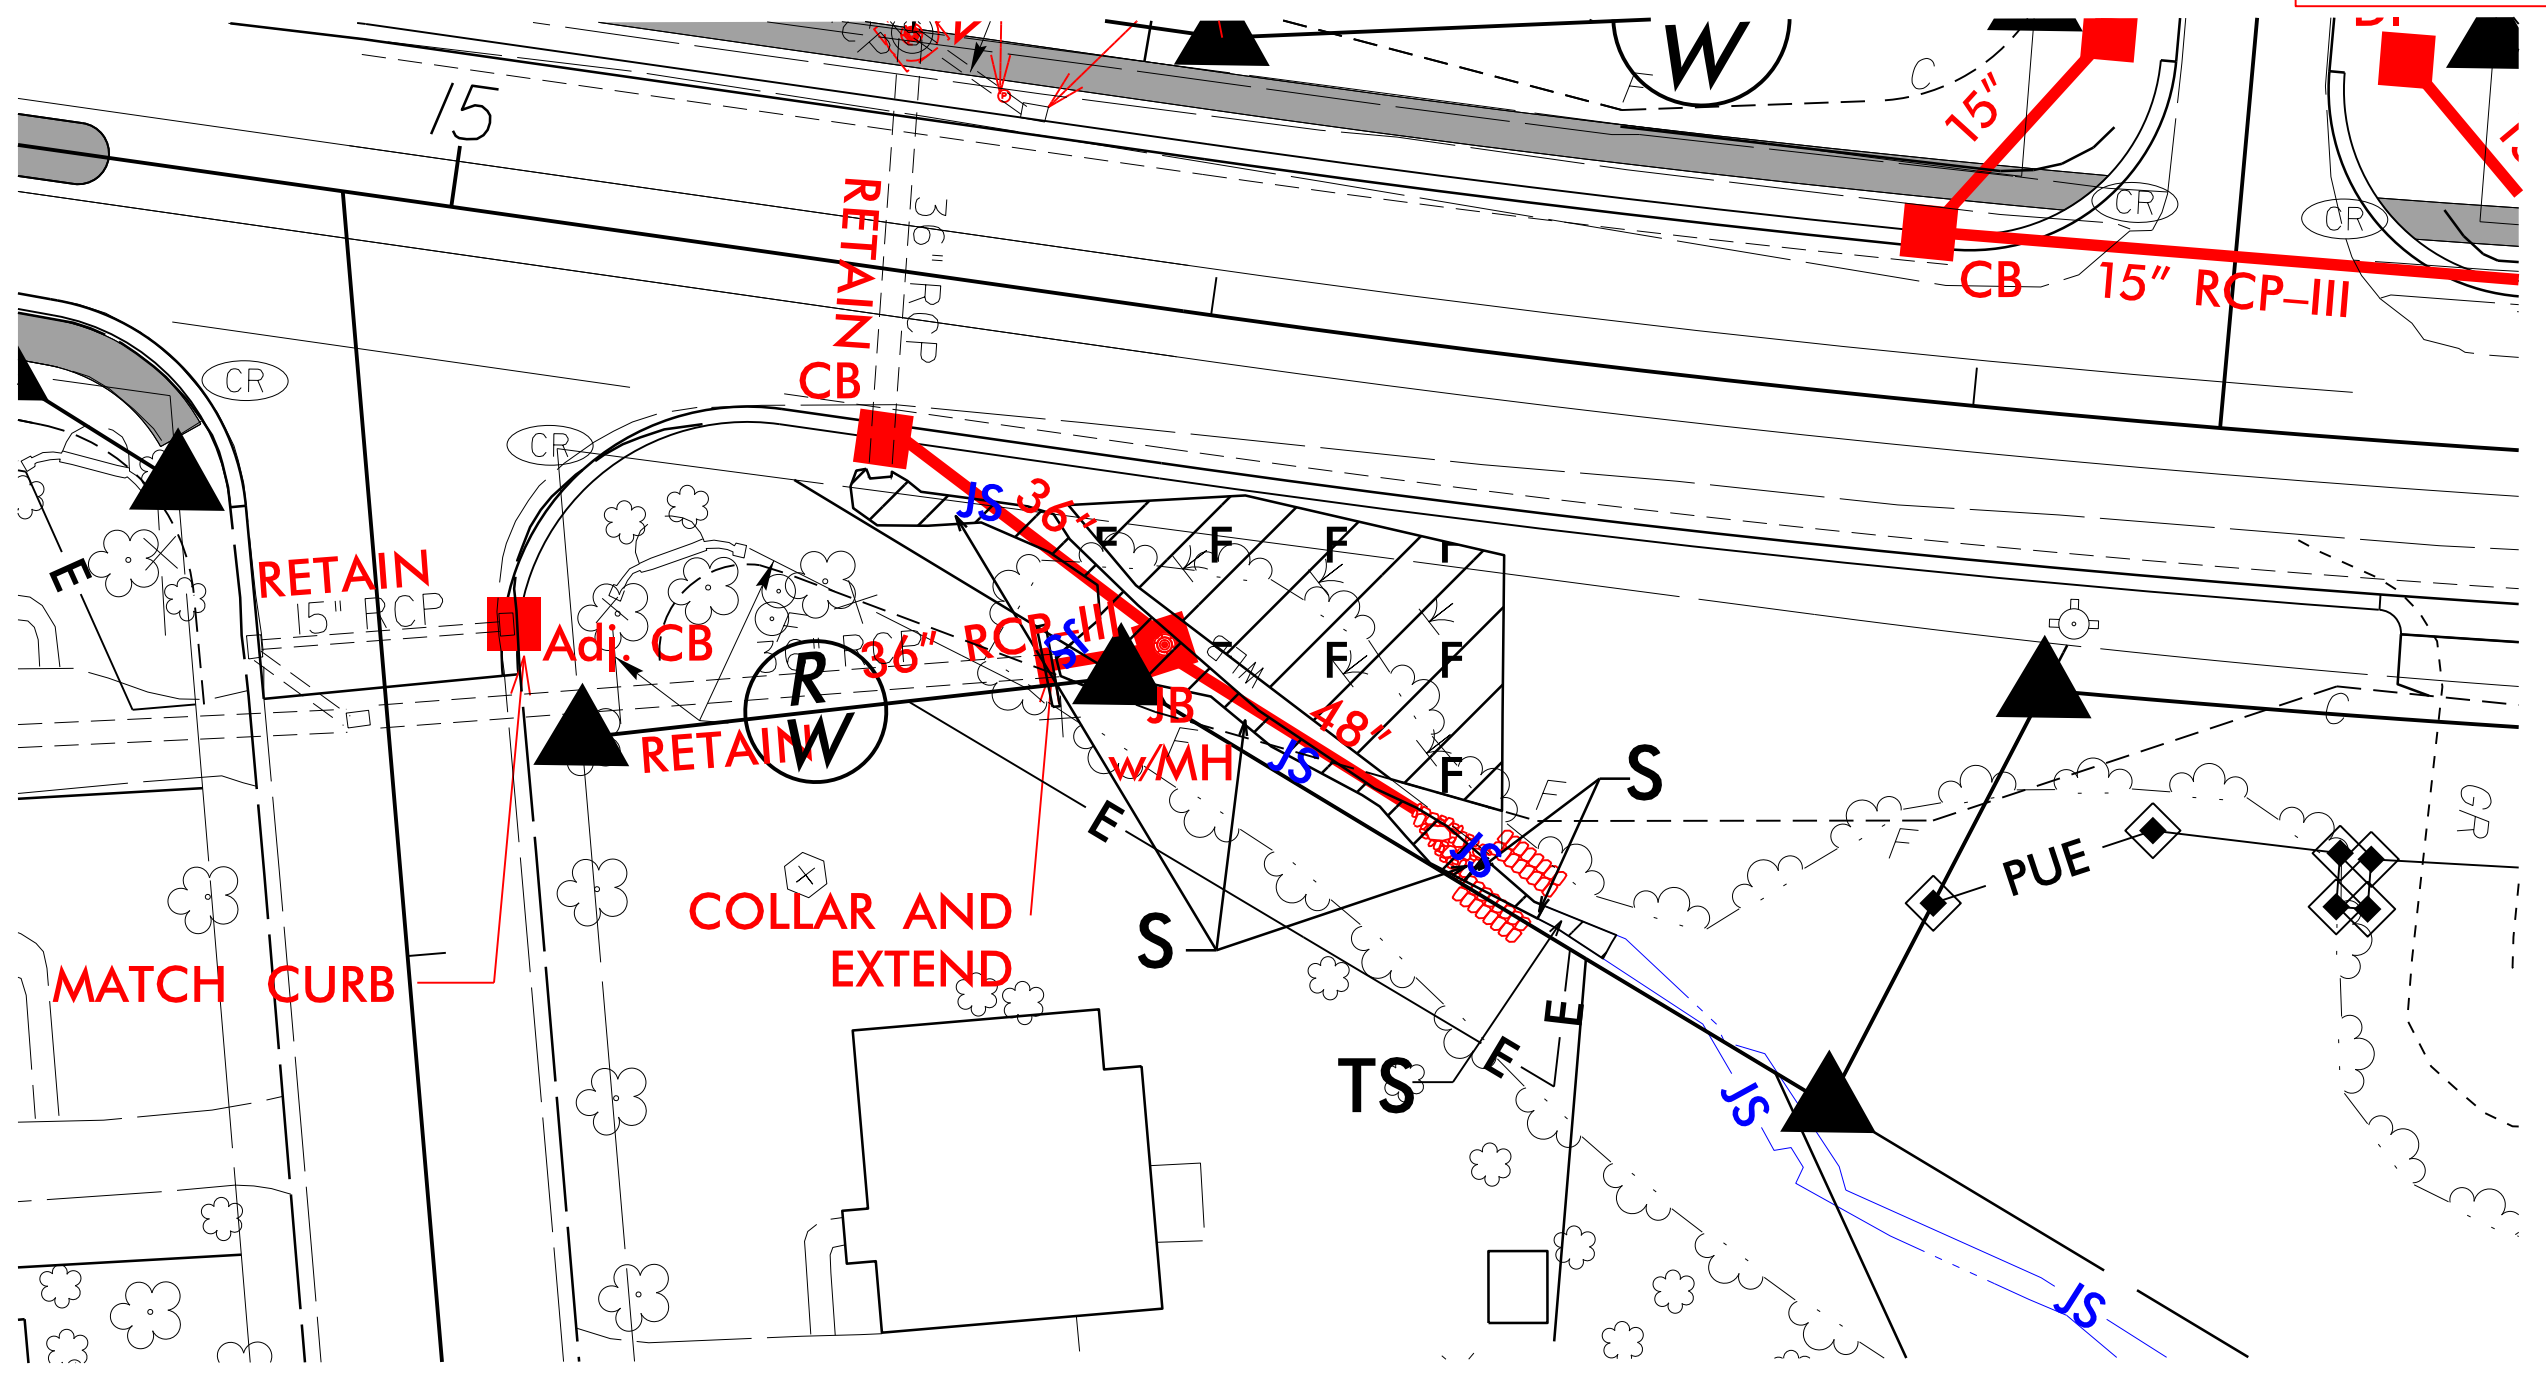 W
C
15
15"
CR
CR
RETAIN
36" RCP
CB
15" RCP-III
CB
CR
CR
JS
36"
F
F
F
F
E
RETAIN
15" RCP
Adj. CB
36" RCP
36" RCP-III
Sf
F
F
F
R
W
RETAIN
JB
w/MH
48"
JS
F
F
S
C
F
F
GR
E
JS
PUE
COLLAR AND
EXTEND
S
MATCH CURB
E
E
TS
JS
JS